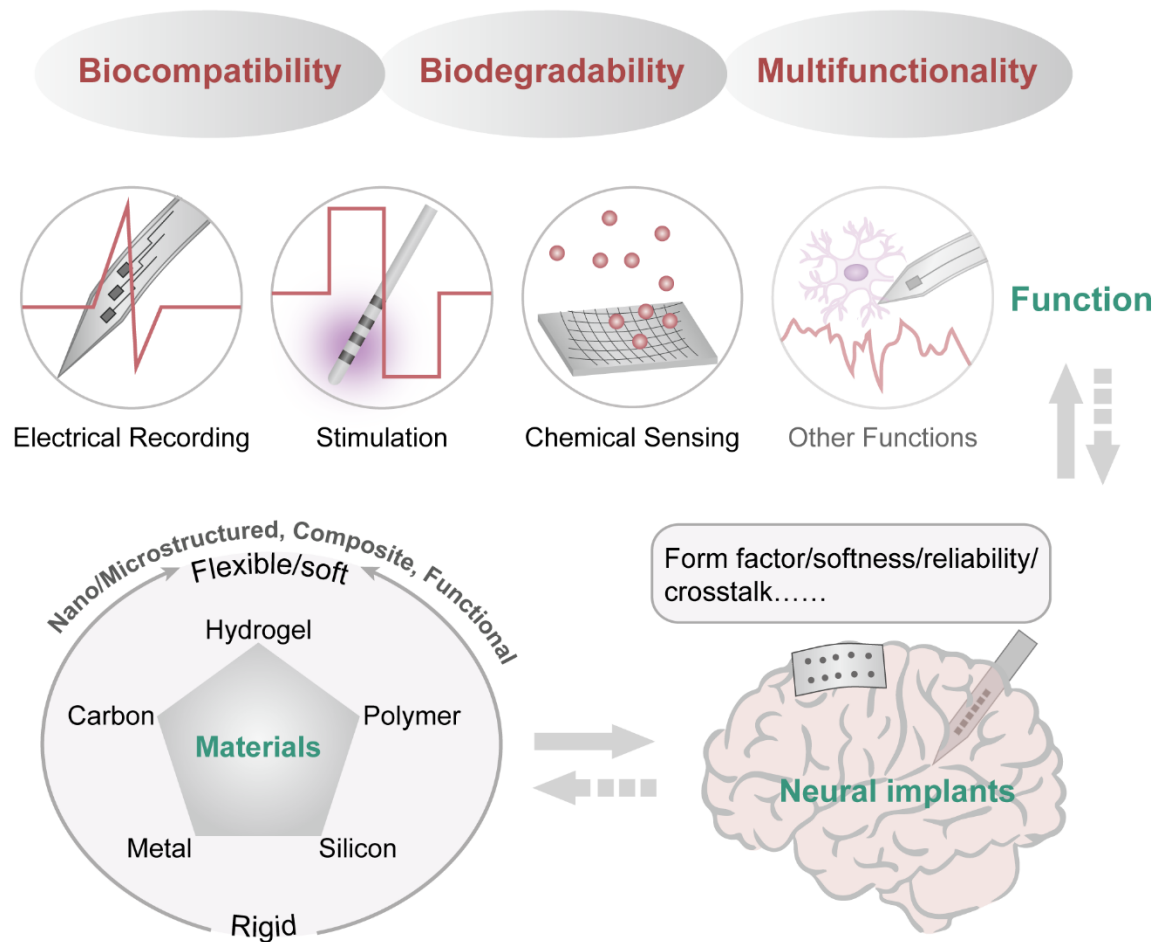 Biocompatibility
Biodegradability
Multifunctionality
Function
Electrical Recording
Stimulation
Chemical Sensing
Other Functions
Nano/Microstructured, Composite, Functional
Flexible/soft
Hydrogel
Carbon
Polymer
Materials
Metal
Silicon
Rigid
Form factor/softness/reliability/
crosstalk......
Neural implants